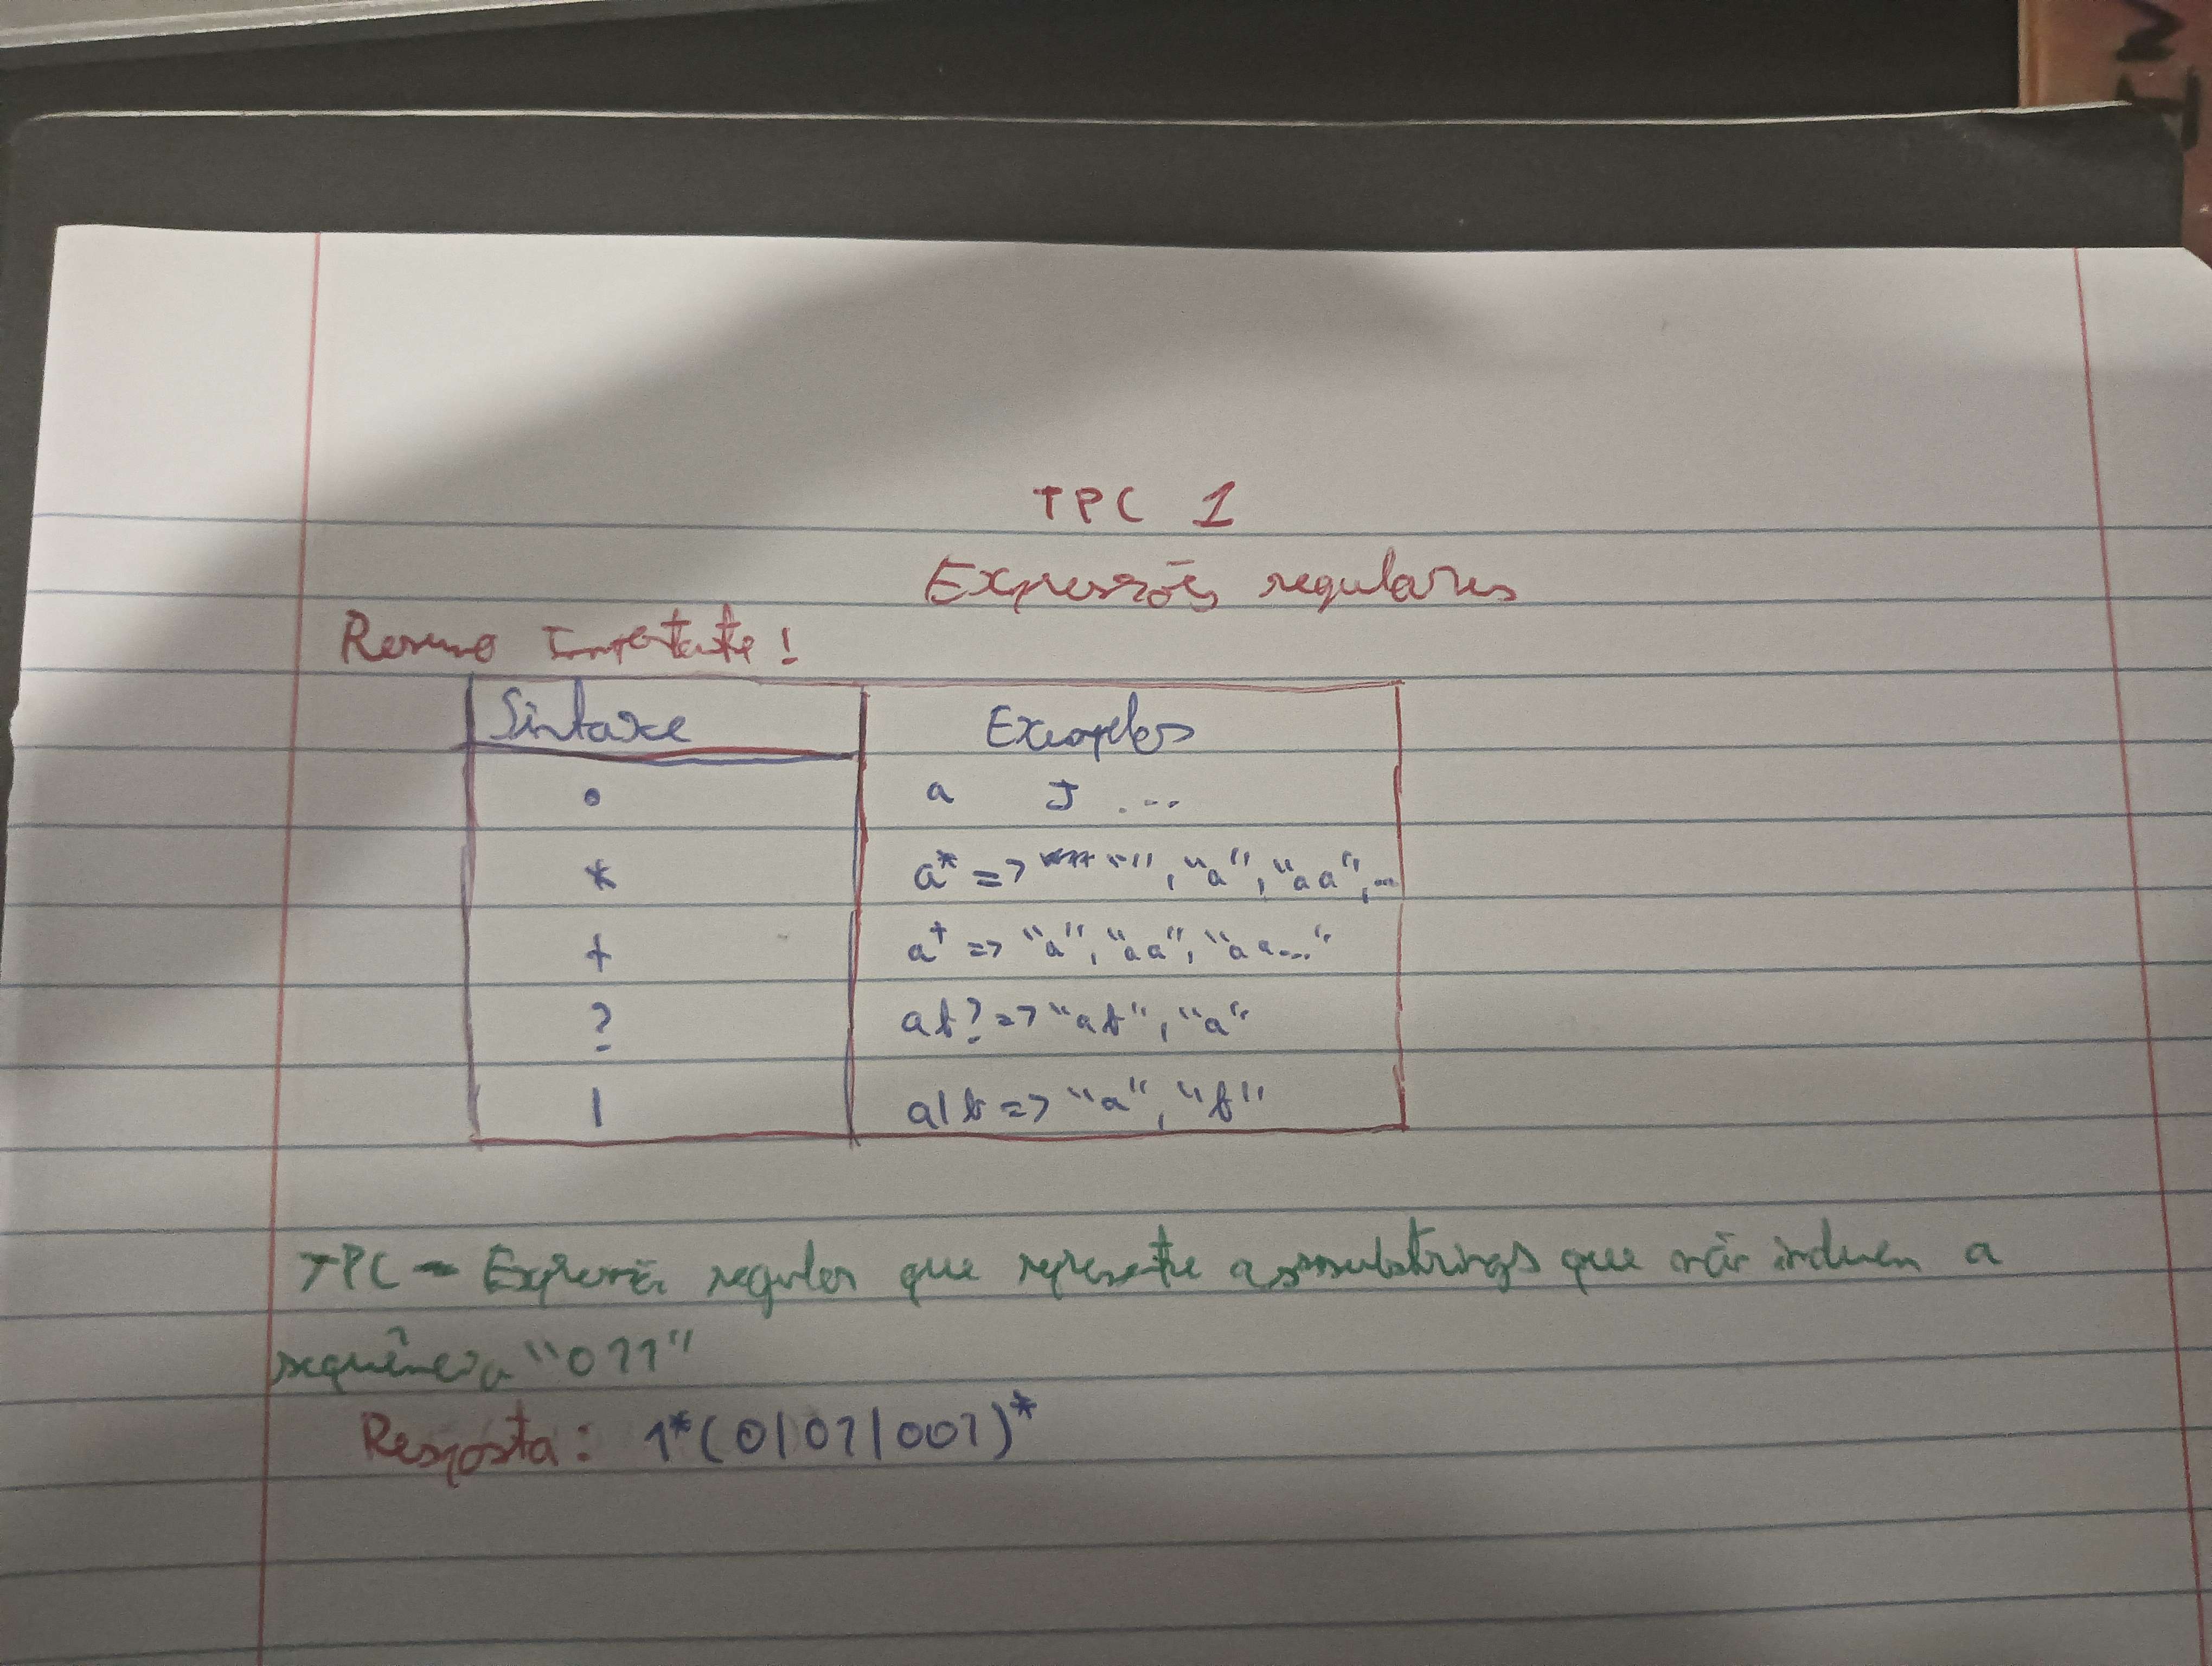 TPC 1
Expressões regulares
Resumo Importante!
Sintaxe Exemplos
. a J ...
* a* => "", "a", "aa", ...
+ a+ => "a", "aa", "aa..."
? ab? => "ab", "a"
| a|b => "a", "b"
TPC - Expressão regular que represente as substrings que não incluem a
sequência "011"
Resposta: 1*(0|01|001)*